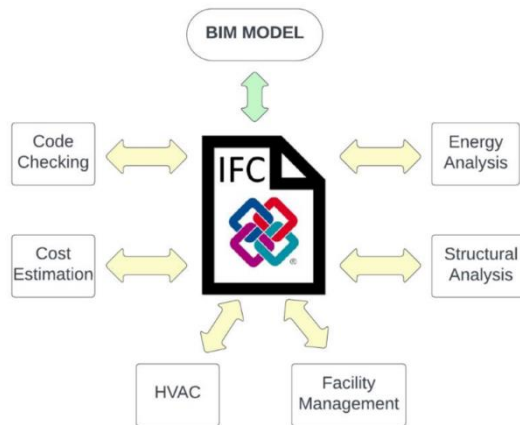 BIM MODEL
Code
Checking
IFC
Energy
Analysis
®
Cost
Estimation
Structural
Analysis
HVAC
Facility
Management